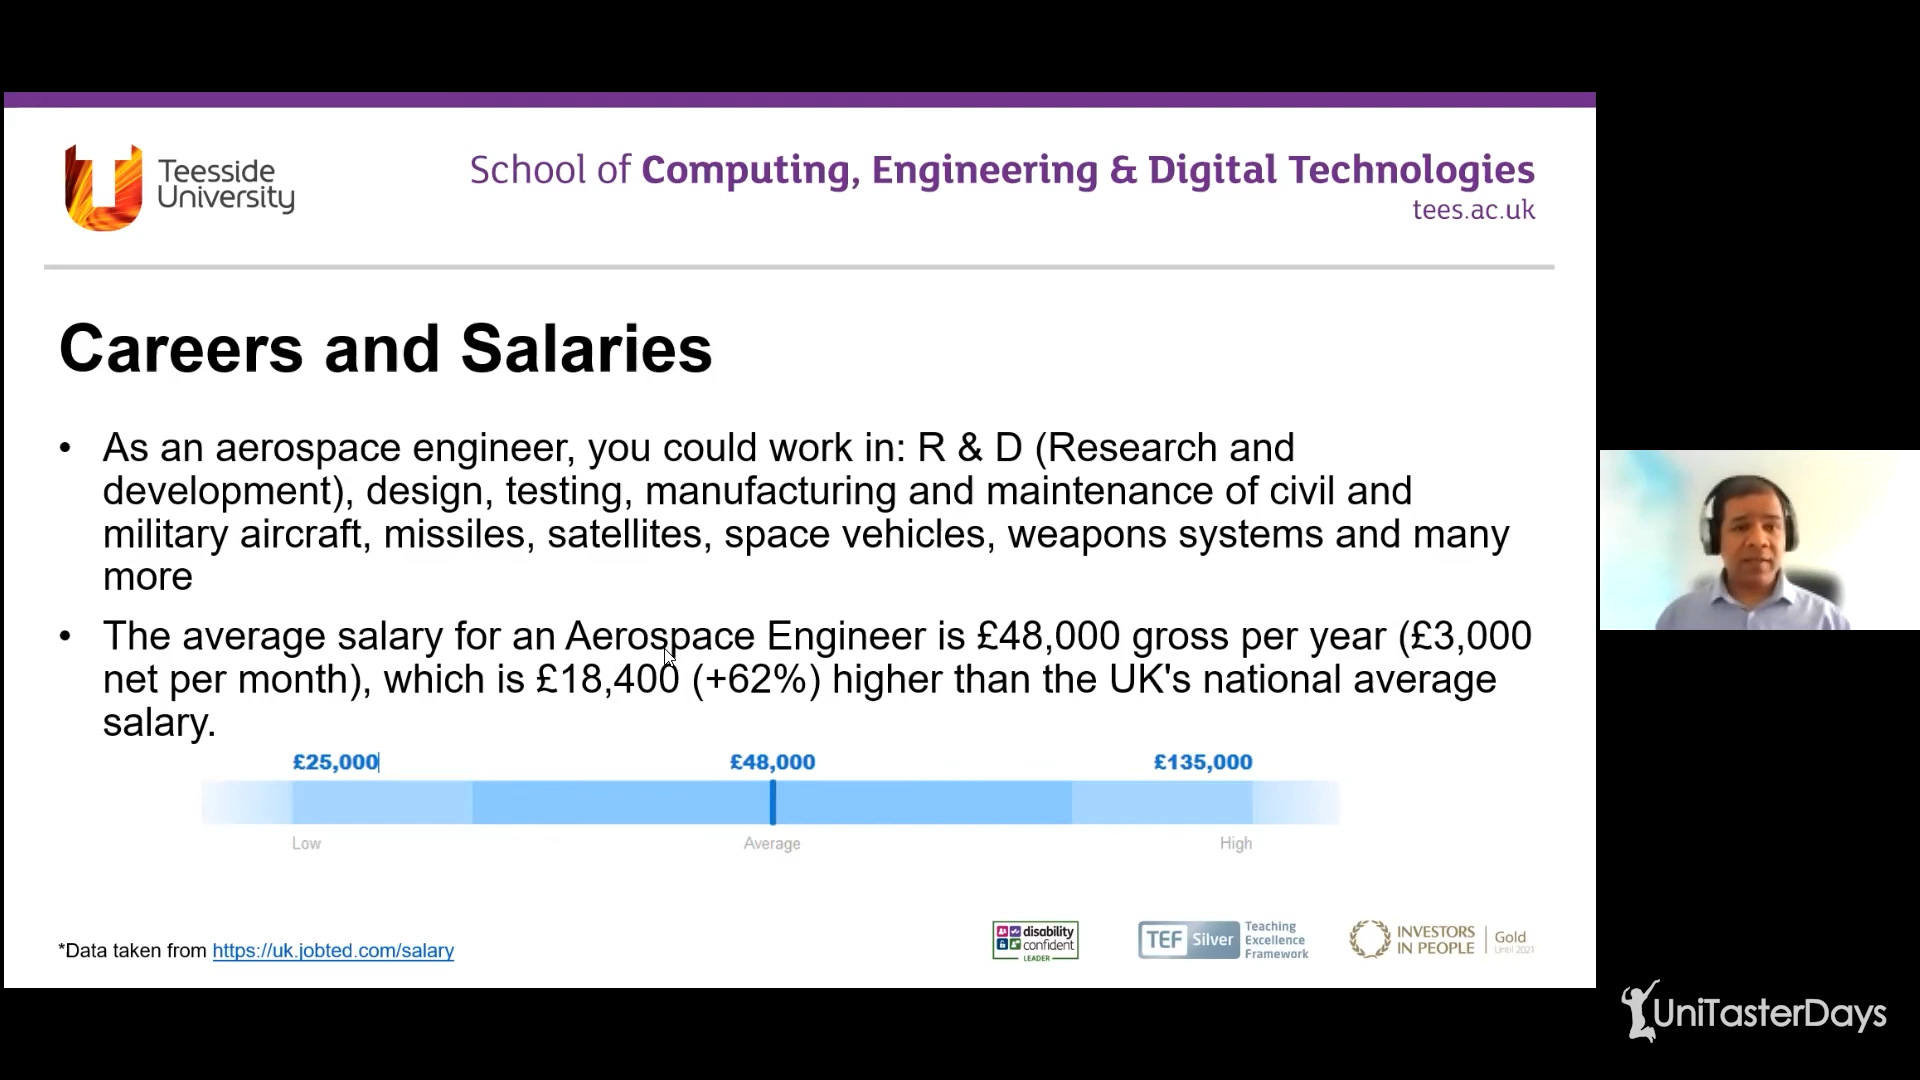 Teesside
University
School of Computing, Engineering & Digital Technologies
tees.ac.uk
Careers and Salaries
• As an aerospace engineer, you could work in: R & D (Research and
development), design, testing, manufacturing and maintenance of civil and
military aircraft, missiles, satellites, space vehicles, weapons systems and many
more
• The average salary for an Aerospace Engineer is £48,000 gross per year (£3,000
net per month), which is £18,400 (+62%) higher than the UK's national average
salary.
£25,000 £48,000 £135,000
Low Average High
*Data taken from https://uk.jobted.com/salary
disability
confident
LEADER
TEF Silver
Teaching
Excellence
Framework
INVESTORS
IN PEOPLE
Gold
Until 2021
UniTasterDays